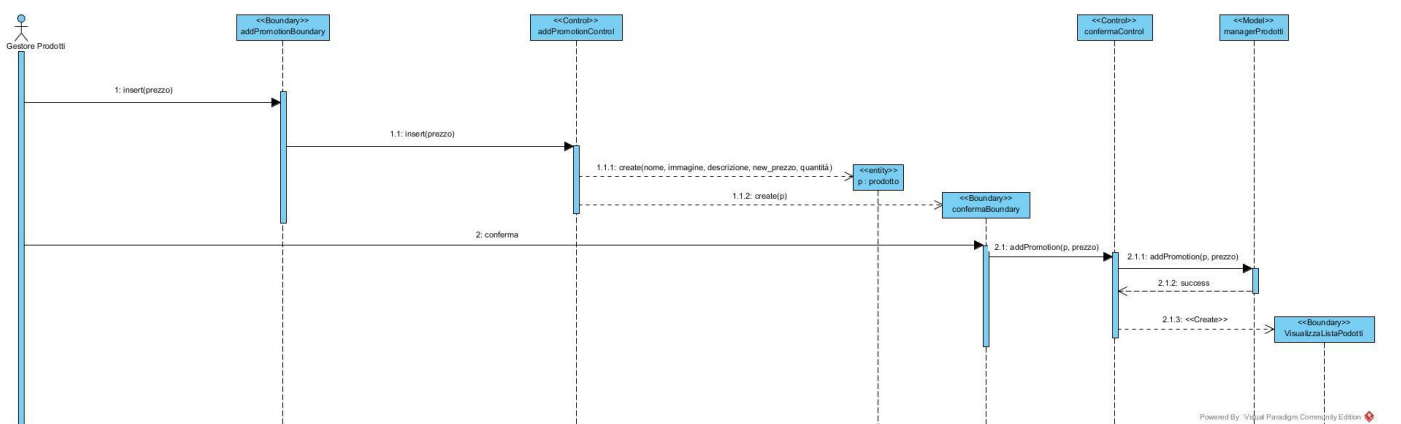 <<Boundary>>
addPromotionBoundary
<<Control>>
addPromotionControl
<<Control>>
confermaControl
<<Model>>
managerProdotti
Gestore Prodotti
1: insert(prezzo)
1.1: insert(prezzo)
1.1.1: create(nome, immagine, descrizione, new_prezzo, quantità)
<<entity>>
p : prodotto
1.1.2: create(p)
<<Boundary>>
confermaBoundary
2: conferma
2.1: addPromotion(p, prezzo)
2.1.1: addPromotion(p, prezzo)
2.1.2: success
2.1.3: <<Create>>
<<Boundary>>
VisualizzaListaPodotti
Powered By Visual Paradigm Community Edition